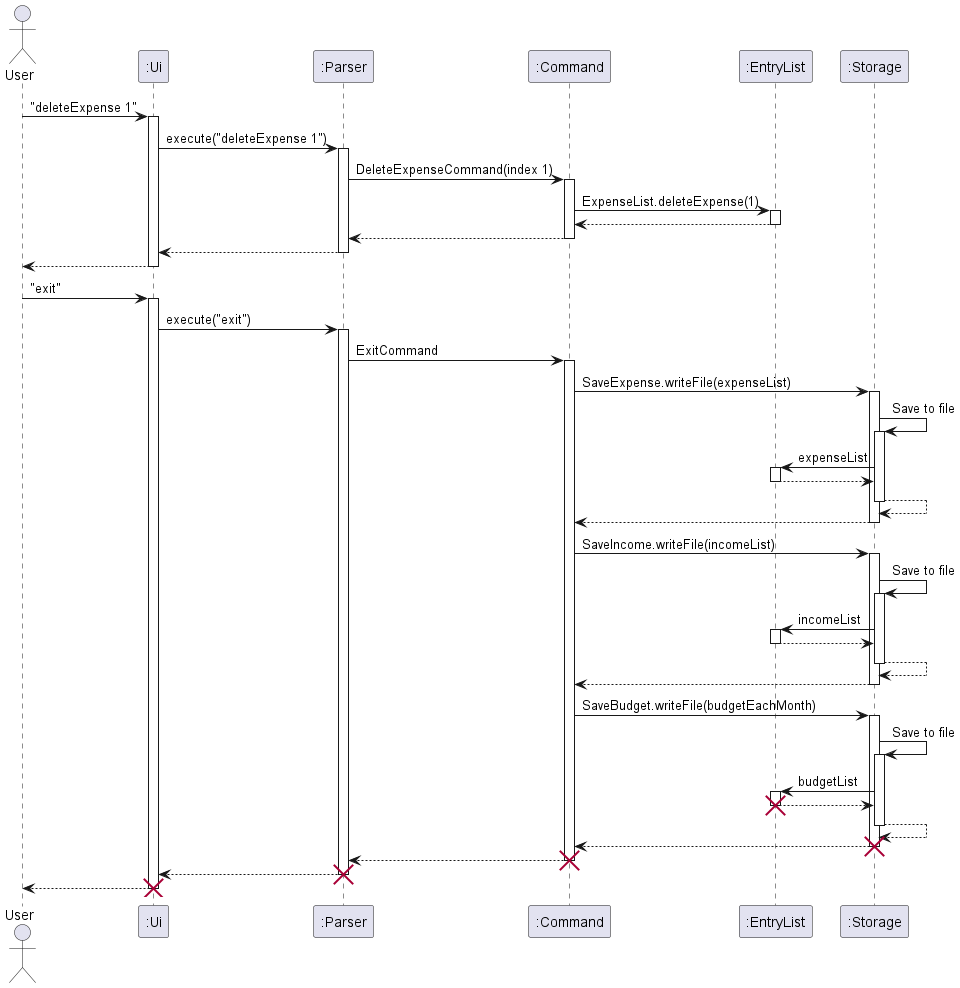 User
:Ui
:Parser
:Command
:EntryList
:Storage
"deleteExpense 1"
execute("deleteExpense 1")
DeleteExpenseCommand(index 1)
ExpenseList.deleteExpense(1)
"exit"
execute("exit")
ExitCommand
SaveExpense.writeFile(expenseList)
Save to file
expenseList
SaveIncome.writeFile(incomeList)
Save to file
incomeList
SaveBudget.writeFile(budgetEachMonth)
Save to file
budgetList
User
:Ui
:Parser
:Command
:EntryList
:Storage